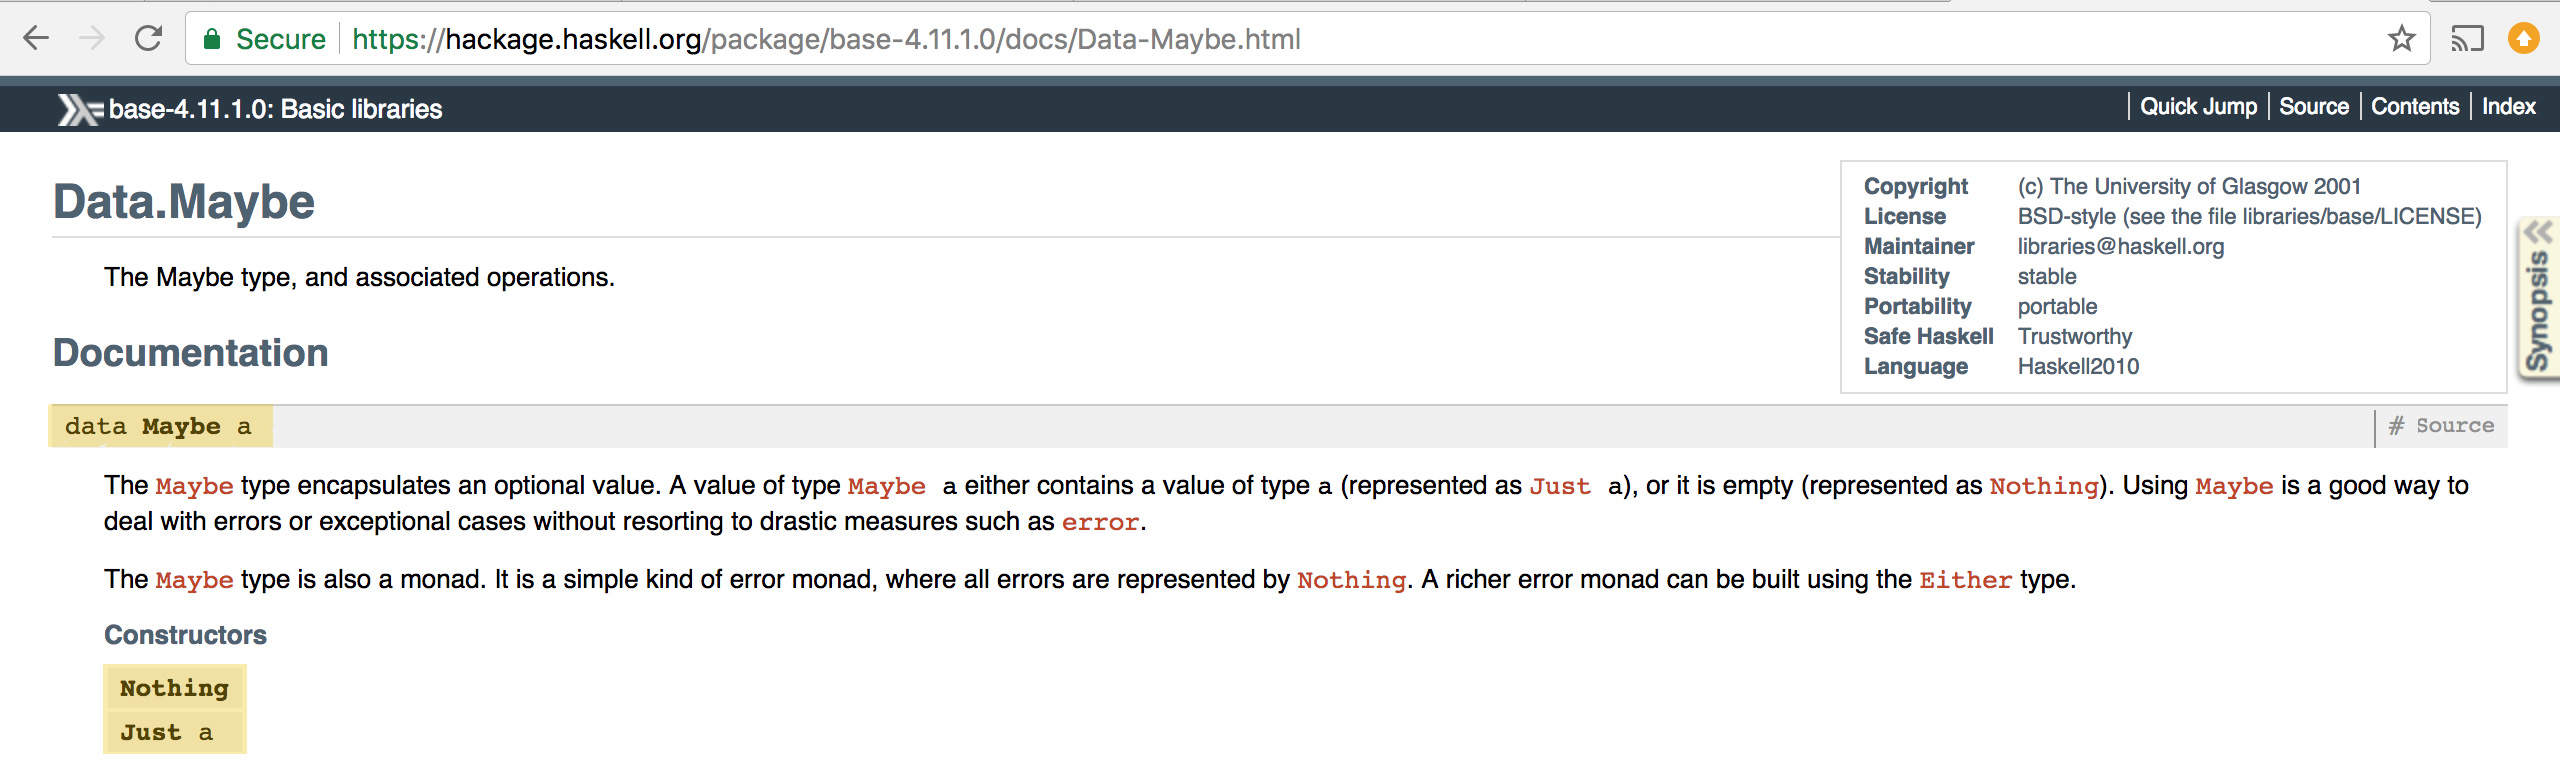 Secure https://hackage.haskell.org/package/base-4.11.1.0/docs/Data-Maybe.html
base-4.11.1.0: Basic libraries
Quick Jump Source Contents Index
Data.Maybe
Copyright (c) The University of Glasgow 2001
License BSD-style (see the file libraries/base/LICENSE)
Maintainer libraries@haskell.org
Stability stable
Portability portable
Safe Haskell Trustworthy
Language Haskell2010
Synopsis
The Maybe type, and associated operations.
Documentation
data Maybe a
# Source
The Maybe type encapsulates an optional value. A value of type Maybe a either contains a value of type a (represented as Just a), or it is empty (represented as Nothing). Using Maybe is a good way to
deal with errors or exceptional cases without resorting to drastic measures such as error.
The Maybe type is also a monad. It is a simple kind of error monad, where all errors are represented by Nothing. A richer error monad can be built using the Either type.
Constructors
Nothing
Just a